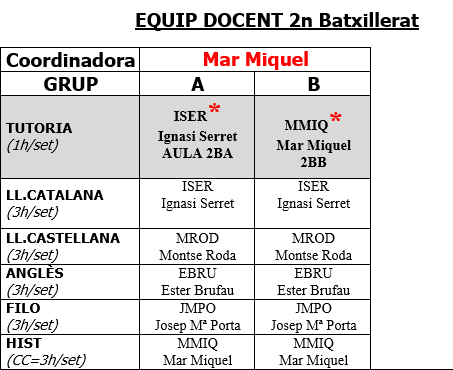 EQUIP DOCENT 2n Batxillerat
Coordinadora Mar Miquel
GRUP A B
TUTORIA
(1h/set)
ISER*
Ignasi Serret
AULA 2BA
MMIQ*
Mar Miquel
2BB
LL.CATALANA
(3h/set)
ISER
Ignasi Serret
ISER
Ignasi Serret
LL.CASTELLANA
(3h/set)
MROD
Montse Roda
MROD
Montse Roda
ANGLÈS
(3h/set)
EBRU
Ester Brufau
EBRU
Ester Brufau
FILO
(3h/set)
JMPO
Josep Mª Porta
JMPO
Josep Mª Porta
HIST
(CC=3h/set)
MMIQ
Mar Miquel
MMIQ
Mar Miquel